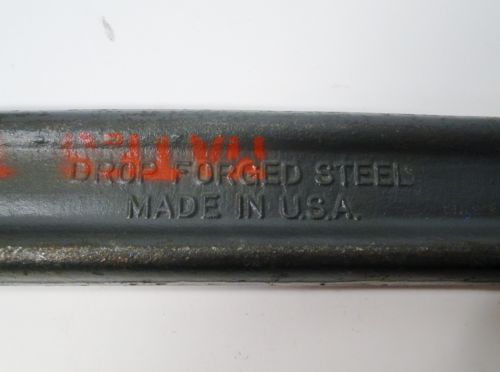 DROP FORGED STEEL
MADE IN U.S.A.